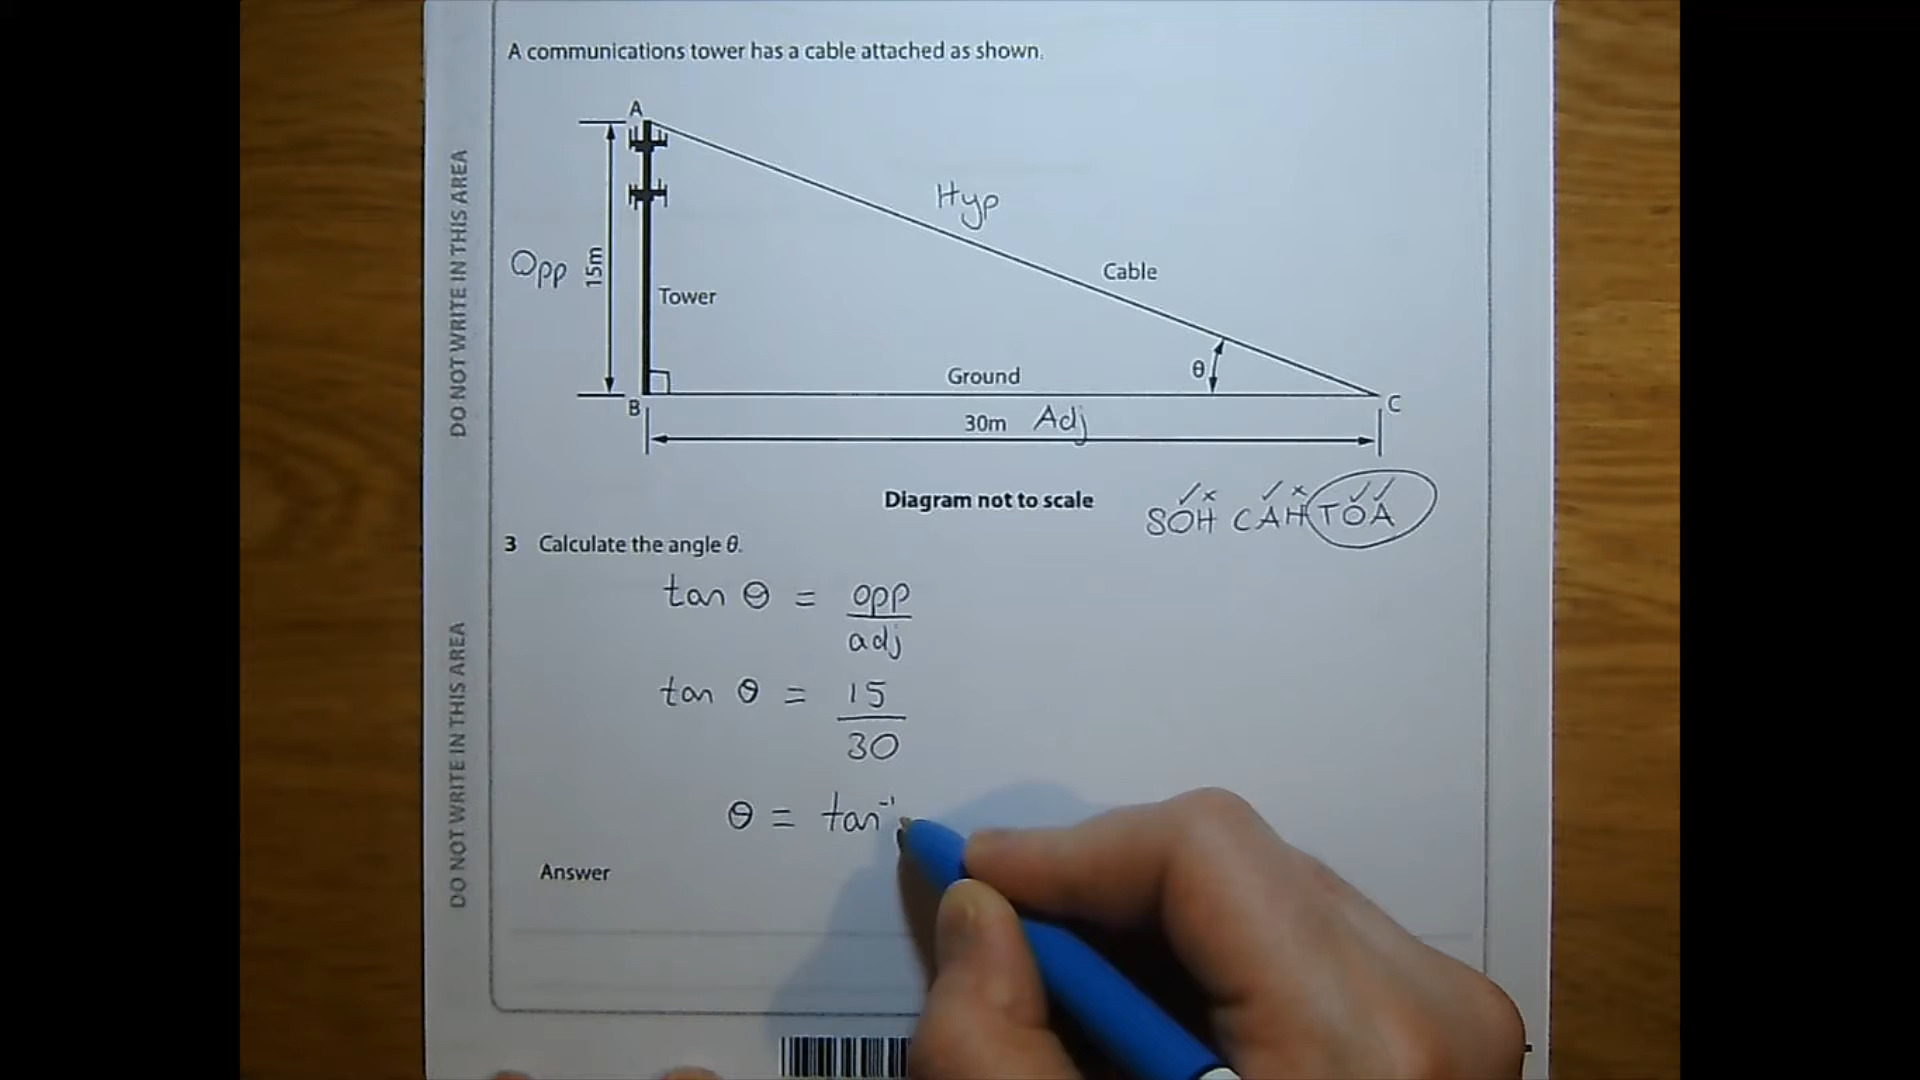 A communications tower has a cable attached as shown.
A
Hyp
Opp
15m
Cable
Tower
θ
Ground
B
C
30m Adj
Diagram not to scale
SOH CAH TOA
3 Calculate the angle θ.
tan θ = opp
adj
tan θ = 15
30
θ = tan⁻¹
Answer
DO NOT WRITE IN THIS AREA
DO NOT WRITE IN THIS AREA